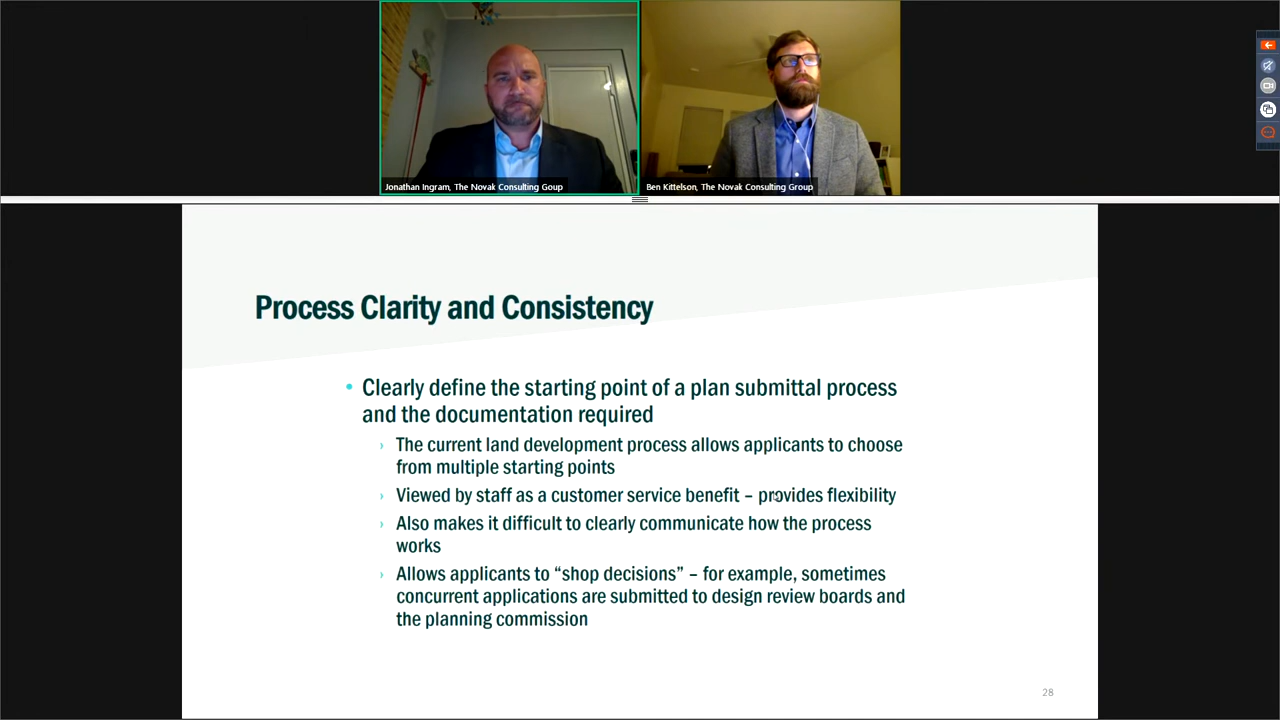 Jonathan Ingram, The Novak Consulting Goup
Ben Kittelson, The Novak Consulting Group
Process Clarity and Consistency
• Clearly define the starting point of a plan submittal process
and the documentation required
› The current land development process allows applicants to choose
from multiple starting points
› Viewed by staff as a customer service benefit – provides flexibility
› Also makes it difficult to clearly communicate how the process
works
› Allows applicants to “shop decisions” – for example, sometimes
concurrent applications are submitted to design review boards and
the planning commission
28